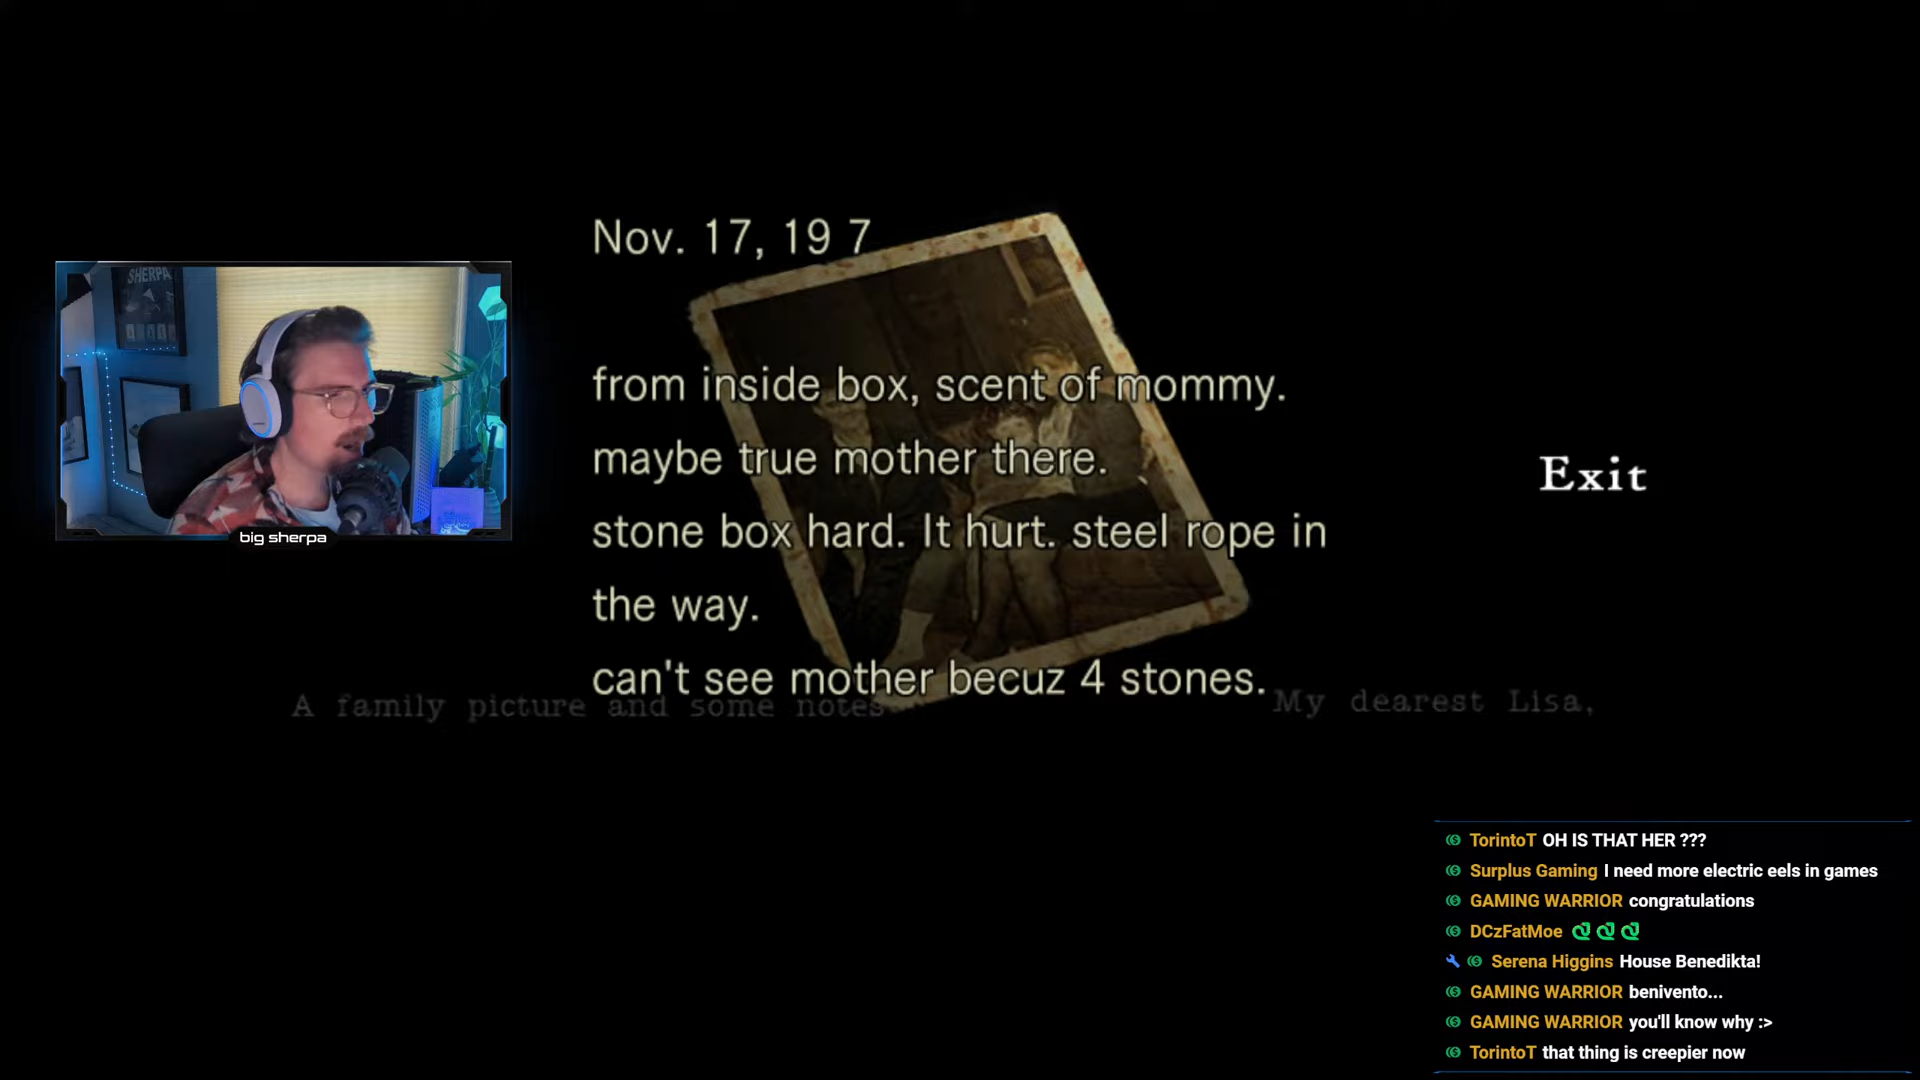 Nov. 17, 19 7
from inside box, scent of mommy.
maybe true mother there.
stone box hard. It hurt. steel rope in
the way.
can't see mother becuz 4 stones.
A family picture and some notes
My dearest Lisa,
Exit
SHERPA
big sherpa
TorintoT OH IS THAT HER ???
Surplus Gaming I need more electric eels in games
GAMING WARRIOR congratulations
DCzFatMoe
Serena Higgins House Benedikta!
GAMING WARRIOR benivento...
GAMING WARRIOR you'll know why :>
TorintoT that thing is creepier now